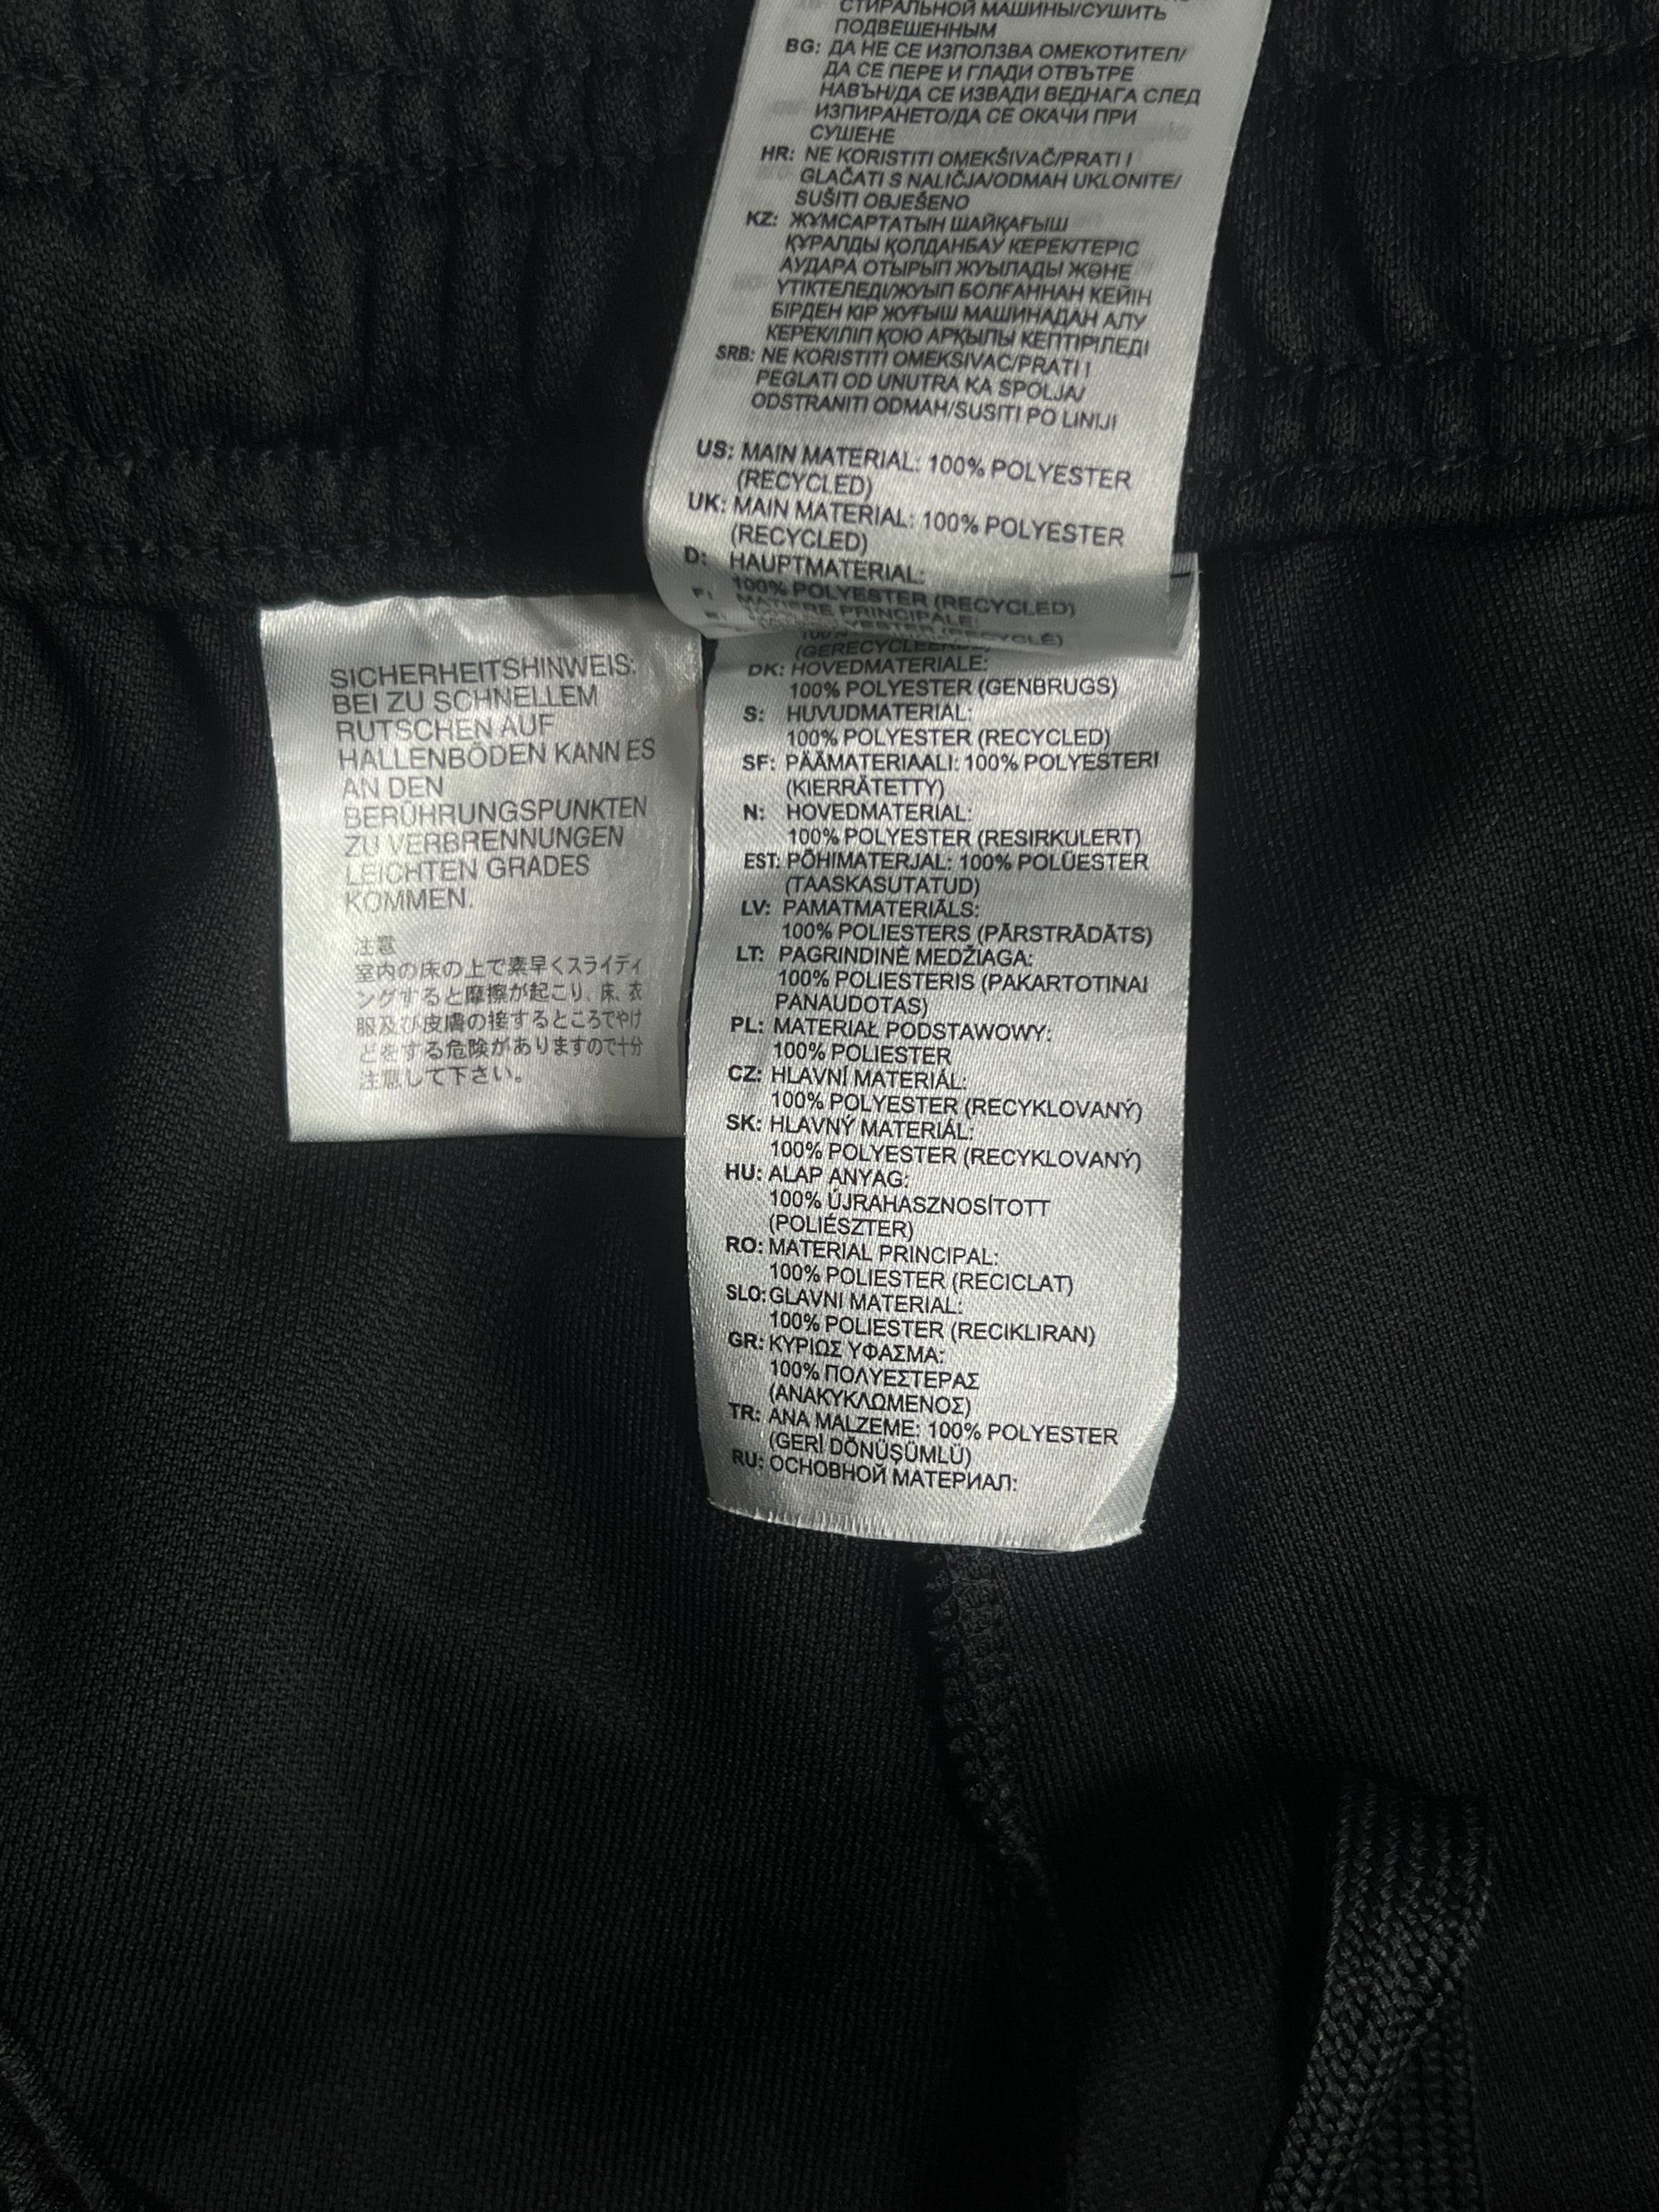 СТИРАЛЬНОЙ МАШИНЫ/СУШИТЬ
ПОДВЕШЕННЫМ
BG: ДА НЕ СЕ ИЗПОЛЗВА ОМЕКОТИТЕЛ/
ДА СЕ ПЕРЕ И ГЛАДИ ОТВЪТРЕ
НАВЪН/ДА СЕ ИЗВАДИ ВЕДНАГА СЛЕД
ИЗПИРАНЕТО/ДА СЕ ОКАЧИ ПРИ
СУШЕНЕ
HR: NE KORISTITI OMEKŠIVAČ/PRATI I
GLAČATI S NALIČJA/ODMAH UKLONITE/
SUŠITI OBJEŠENO
KZ: ЖҰМСАРТАТЫН ШАЙҚАҒЫШ
ҚҰРАЛДЫ ҚОЛДАНБАУ КЕРЕК/ТЕРІС
АУДАРА ОТЫРЫП ЖУЫЛАДЫ ЖӘНЕ
ҮТІКТЕЛЕДІ/ЖУЫП БОЛҒАННАН КЕЙІН
БІРДЕН КІР ЖУҒЫШ МАШИНАДАН АЛУ
КЕРЕК/ІЛІП ҚОЮ АРҚЫЛЫ КЕПТІРІЛЕДІ
SRB: NE KORISTITI OMEKSIVAC/PRATI I
PEGLATI OD UNUTRA KA SPOLJA/
ODSTRANITI ODMAH/SUSITI PO LINIJI
US: MAIN MATERIAL: 100% POLYESTER
(RECYCLED)
UK: MAIN MATERIAL: 100% POLYESTER
(RECYCLED)
D: HAUPTMATERIAL:
100% POLYESTER (RECYCLED)
F: MATIERE PRINCIPALE:
POLYESTER (RECYCLÉ)
SICHERHEITSHINWEIS:
BEI ZU SCHNELLEM
RUTSCHEN AUF
HALLENBÖDEN KANN ES
AN DEN
BERÜHRUNGSPUNKTEN
ZU VERBRENNUNGEN
LEICHTEN GRADES
KOMMEN.
注意
室内の床の上で素早くスライディ
ングすると摩擦が起こり、床、衣
服及び皮膚の接するところでやけ
どをする危険がありますので十分
注意して下さい。
DK: HOVEDMATERIALE:
100% POLYESTER (GENBRUGS)
S: HUVUDMATERIAL:
100% POLYESTER (RECYCLED)
SF: PÄÄMATERIAALI: 100% POLYESTERI
(KIERRÄTETTY)
N: HOVEDMATERIAL:
100% POLYESTER (RESIRKULERT)
EST: PÕHIMATERJAL: 100% POLÜESTER
(TAASKASUTATUD)
LV: PAMATMATERIĀLS:
100% POLIESTERS (PĀRSTRĀDĀTS)
LT: PAGRINDINĖ MEDŽIAGA:
100% POLIESTERIS (PAKARTOTINAI
PANAUDOTAS)
PL: MATERIAŁ PODSTAWOWY:
100% POLIESTER
CZ: HLAVNÍ MATERIÁL:
100% POLYESTER (RECYKLOVANÝ)
SK: HLAVNÝ MATERIÁL:
100% POLYESTER (RECYKLOVANÝ)
HU: ALAP ANYAG:
100% ÚJRAHASZNOSÍTOTT
(POLIÉSZTER)
RO: MATERIAL PRINCIPAL:
100% POLIESTER (RECICLAT)
SLO: GLAVNI MATERIAL:
100% POLIESTER (RECIKLIRAN)
GR: ΚΥΡΙΩΣ ΥΦΑΣΜΑ:
100% ΠΟΛΥΕΣΤΕΡΑΣ
(ΑΝΑΚΥΚΛΩΜΕΝΟΣ)
TR: ANA MALZEME: 100% POLYESTER
(GERİ DÖNÜŞÜMLÜ)
RU: ОСНОВНОЙ МАТЕРИАЛ: